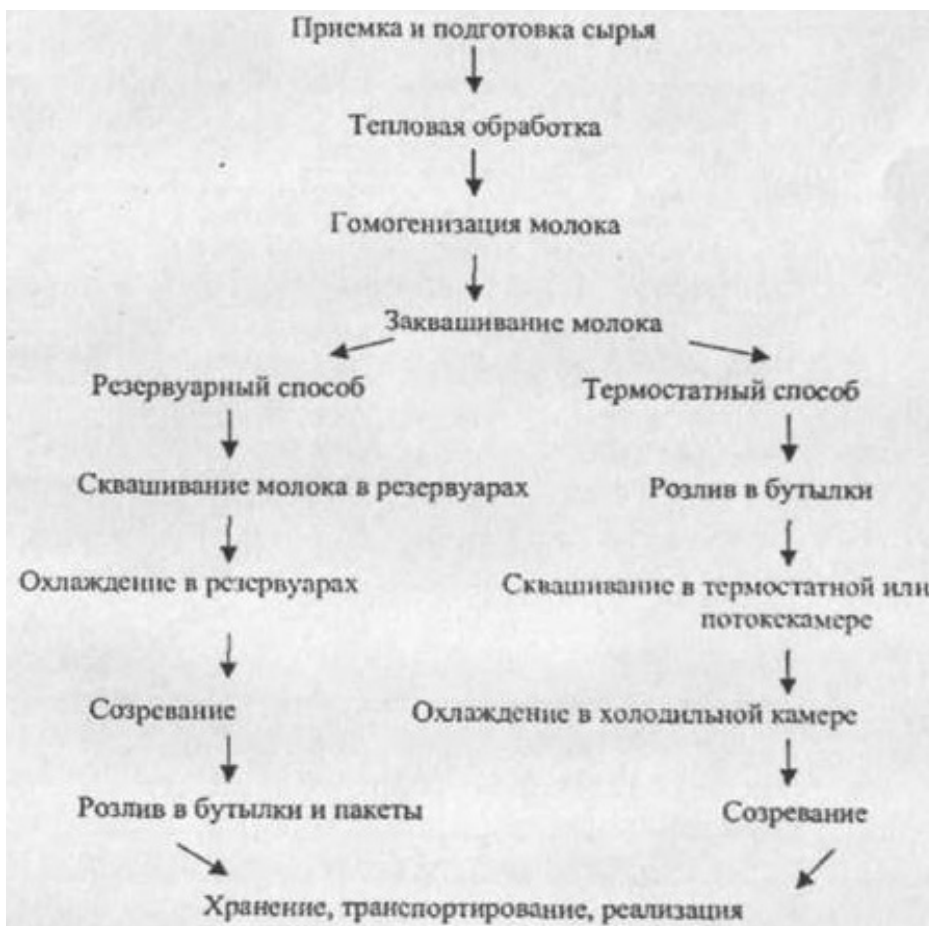 Приемка и подготовка сырья
Тепловая обработка
Гомогенизация молока
Заквашивание молока
Резервуарный способ
Термостатный способ
Сквашивание молока в резервуарах
Розлив в бутылки
Охлаждение в резервуарах
Сквашивание в термостатной или
потокекамере
Созревание
Охлаждение в холодильной камере
Розлив в бутылки и пакеты
Созревание
Хранение, транспортирование, реализация